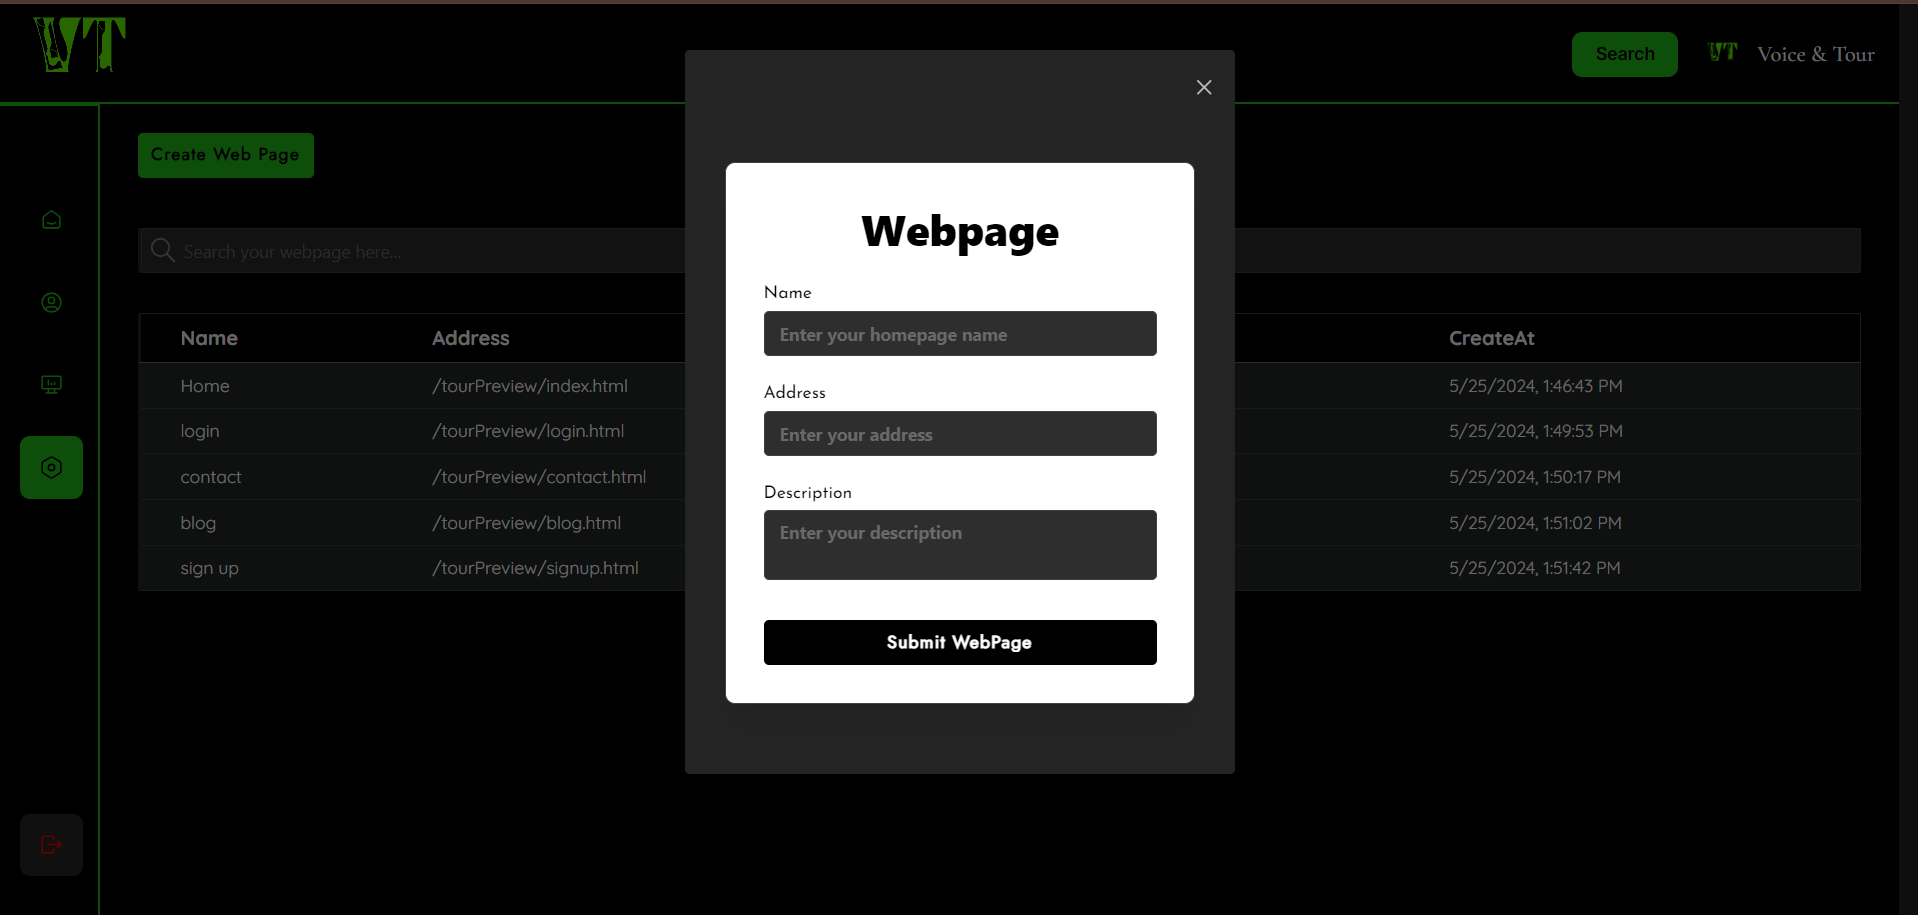 VT
Search
VT Voice & Tour
Create Web Page
Search your webpage here...
Name Address CreateAt
Home /tourPreview/index.html 5/25/2024, 1:46:43 PM
login /tourPreview/login.html 5/25/2024, 1:49:53 PM
contact /tourPreview/contact.html 5/25/2024, 1:50:17 PM
blog /tourPreview/blog.html 5/25/2024, 1:51:02 PM
sign up /tourPreview/signup.html 5/25/2024, 1:51:42 PM
Webpage
Name
Enter your homepage name
Address
Enter your address
Description
Enter your description
Submit WebPage